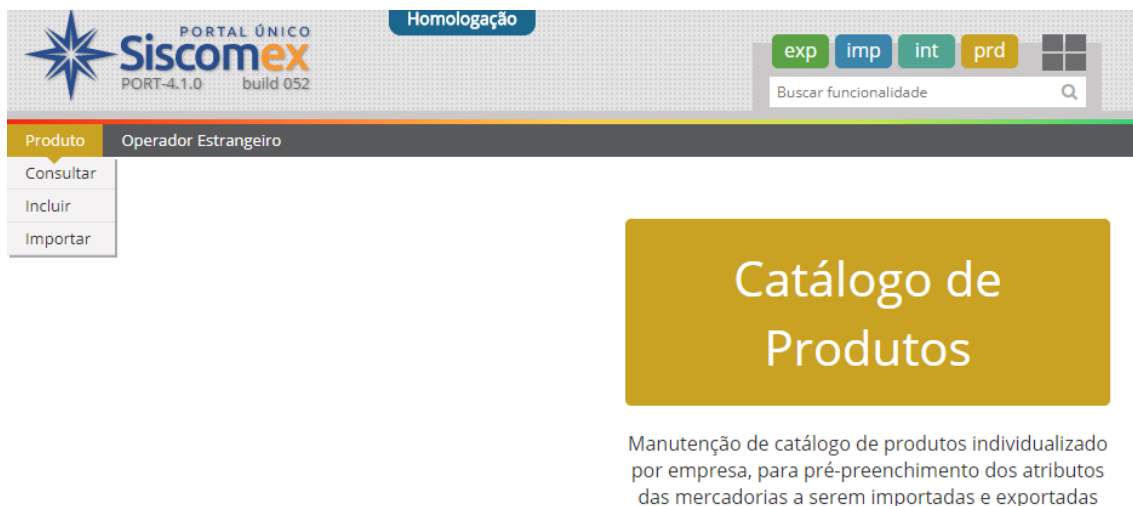 Homologação
PORTAL ÚNICO
Siscomex
PORT-4.1.0 build 052
exp imp int prd
Buscar funcionalidade
Produto Operador Estrangeiro
Consultar
Incluir
Importar
Catálogo de
Produtos
Manutenção de catálogo de produtos individualizado
por empresa, para pré-preenchimento dos atributos
das mercadorias a serem importadas e exportadas